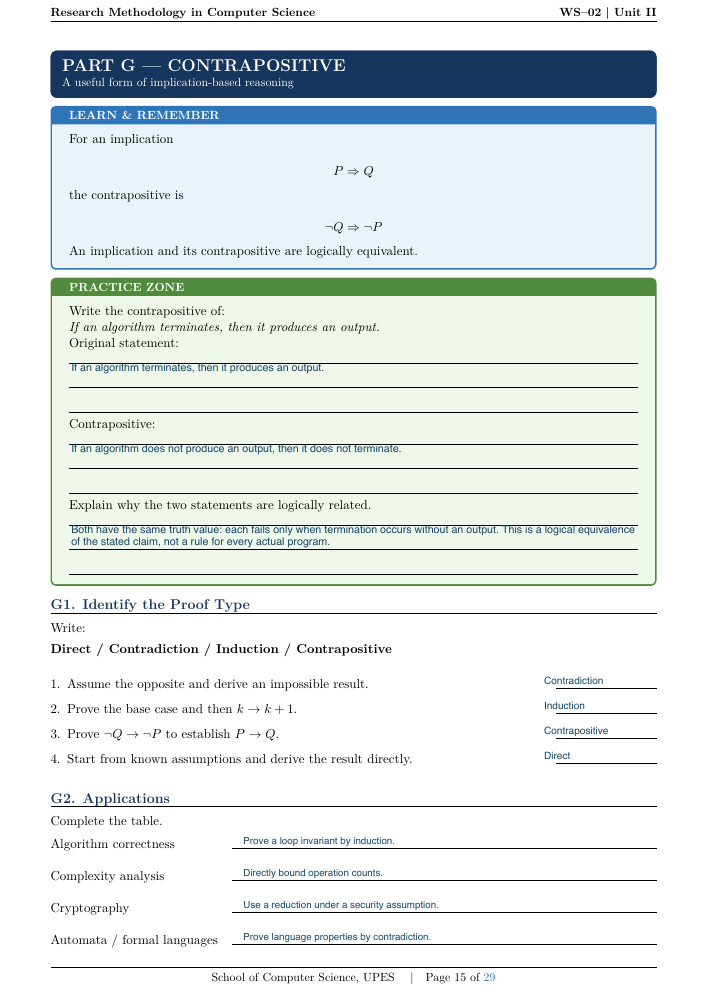 Research Methodology in Computer Science WS–02 | Unit II
PART G — CONTRAPOSITIVE
A useful form of implication-based reasoning
LEARN & REMEMBER
For an implication
P ⇒ Q
the contrapositive is
¬Q ⇒ ¬P
An implication and its contrapositive are logically equivalent.
PRACTICE ZONE
Write the contrapositive of:
If an algorithm terminates, then it produces an output.
Original statement:
If an algorithm terminates, then it produces an output.
Contrapositive:
If an algorithm does not produce an output, then it does not terminate.
Explain why the two statements are logically related.
Both have the same truth value: each fails only when termination occurs without an output. This is a logical equivalence
of the stated claim, not a rule for every actual program.
G1. Identify the Proof Type
Write:
Direct / Contradiction / Induction / Contrapositive
1. Assume the opposite and derive an impossible result. Contradiction
2. Prove the base case and then k → k + 1. Induction
3. Prove ¬Q → ¬P to establish P → Q. Contrapositive
4. Start from known assumptions and derive the result directly. Direct
G2. Applications
Complete the table.
Algorithm correctness Prove a loop invariant by induction.
Complexity analysis Directly bound operation counts.
Cryptography Use a reduction under a security assumption.
Automata / formal languages Prove language properties by contradiction.
School of Computer Science, UPES | Page 15 of 29